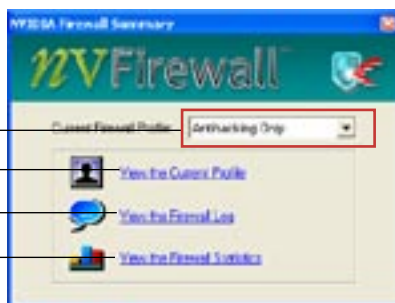 NVIDIA Firewall Summary
nVFirewall
Current Firewall Profile: Antihacking Only
View the Current Profile
View the Firewall Log
View the Firewall Statistics